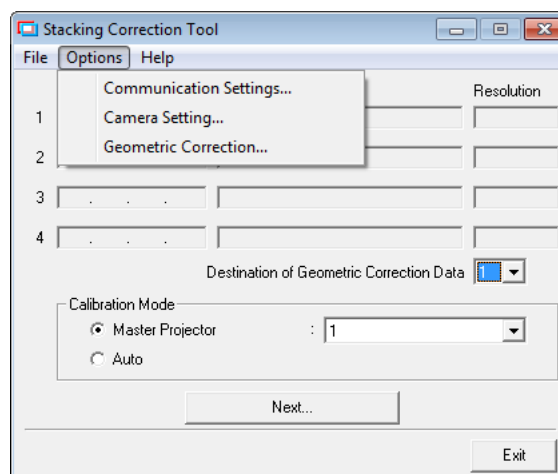 Stacking Correction Tool
File Options Help
Communication Settings...
Camera Setting...
Geometric Correction...
Resolution
1
2
3 . . .
4 . . .
Destination of Geometric Correction Data 1
Calibration Mode
Master Projector : 1
Auto
Next...
Exit